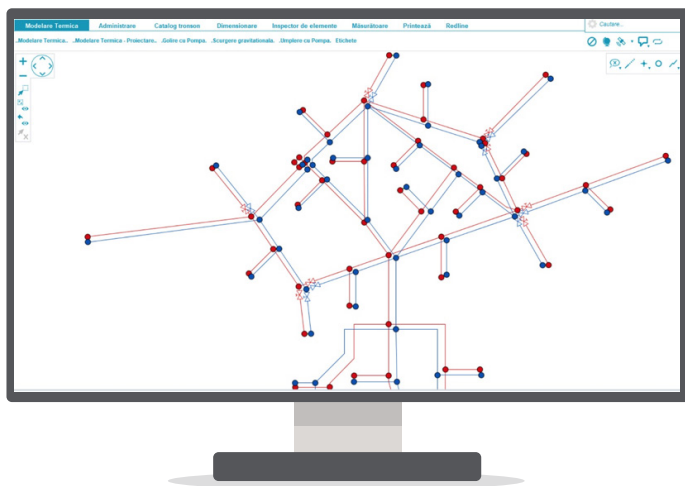 Modelare Termica Administrare Catalog tronson Dimensionare Inspector de elemente Măsurătoare Printează Redline
Cautare..
..Modelare Termica.. ..Modelare Termica - Proiectare.. ..Golire cu Pompa. .Scurgere gravitationala. .Umplere cu Pompa. Etichete